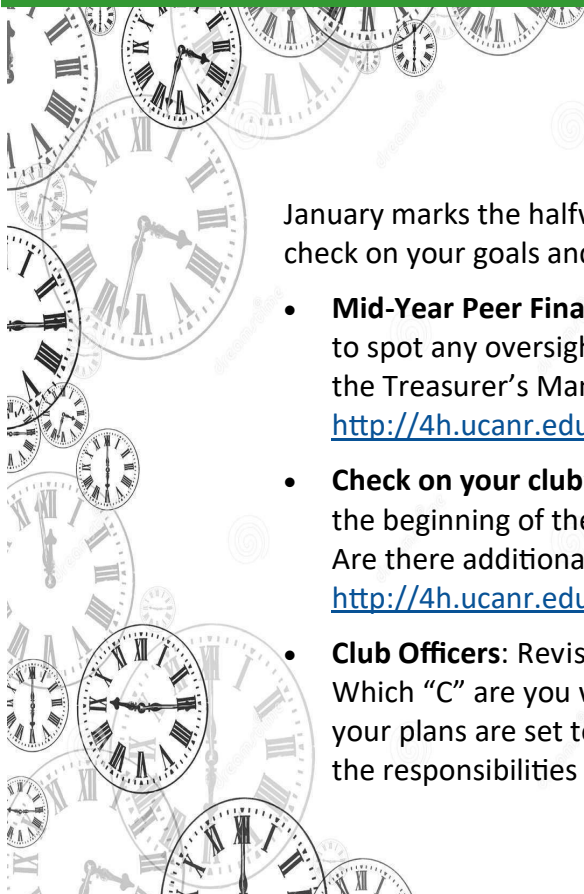 January marks the halfw
check on your goals and
• Mid-Year Peer Fina
to spot any oversigh
the Treasurer's Man
http://4h.ucanr.edu
• Check on your club
the beginning of the
Are there additiona
http://4h.ucanr.edu
• Club Officers: Revis
Which “C” are you w
your plans are set to
the responsibilities